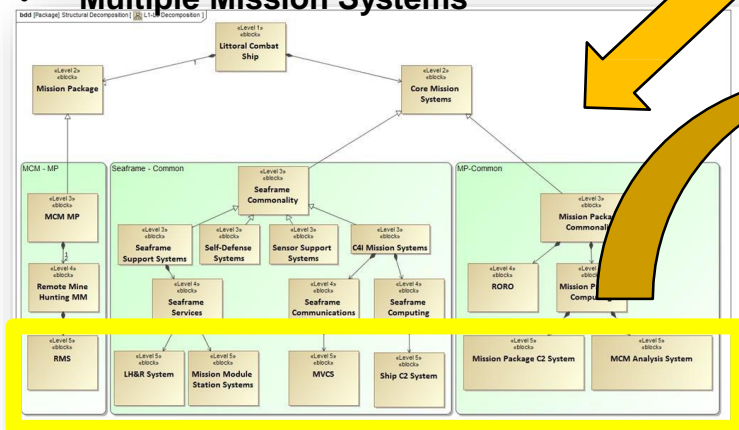 • Multiple Mission Systems
bdd [Package] Structural Decomposition [ L1-L5 Decomposition ]
«Level 1»
«block»
Littoral Combat
Ship
1
«Level 2»
«block»
Mission Package
«Level 2»
«block»
Core Mission
Systems
MCM - MP
Seaframe - Common
MP-Common
«Level 3»
«block»
Seaframe
Commonality
«Level 3»
«block»
MCM MP
«Level 3»
«block»
Seaframe
Support Systems
«Level 3»
«block»
Self-Defense
Systems
«Level 3»
«block»
Sensor Support
Systems
«Level 3»
«block»
C4I Mission Systems
«Level 3»
«block»
Mission
Commonali
1
«Level 4»
«block»
Remote Mine
Hunting MM
«Level 4»
«block»
Seaframe
Services
«Level 4»
«block»
Seaframe
Communications
«Level 4»
«block»
Seaframe
Computing
«Level 4»
«block»
RORO
Mission
«Level 5»
«block»
RMS
«Level 5»
«block»
LH&R System
«Level 5»
«block»
Mission Module
Station Systems
«Level 5»
«block»
MVCS
«Level 5»
«block»
Ship C2 System
«Level 5»
«block»
Mission Package C2 System
«Level 5»
«block»
MCM Analysis System